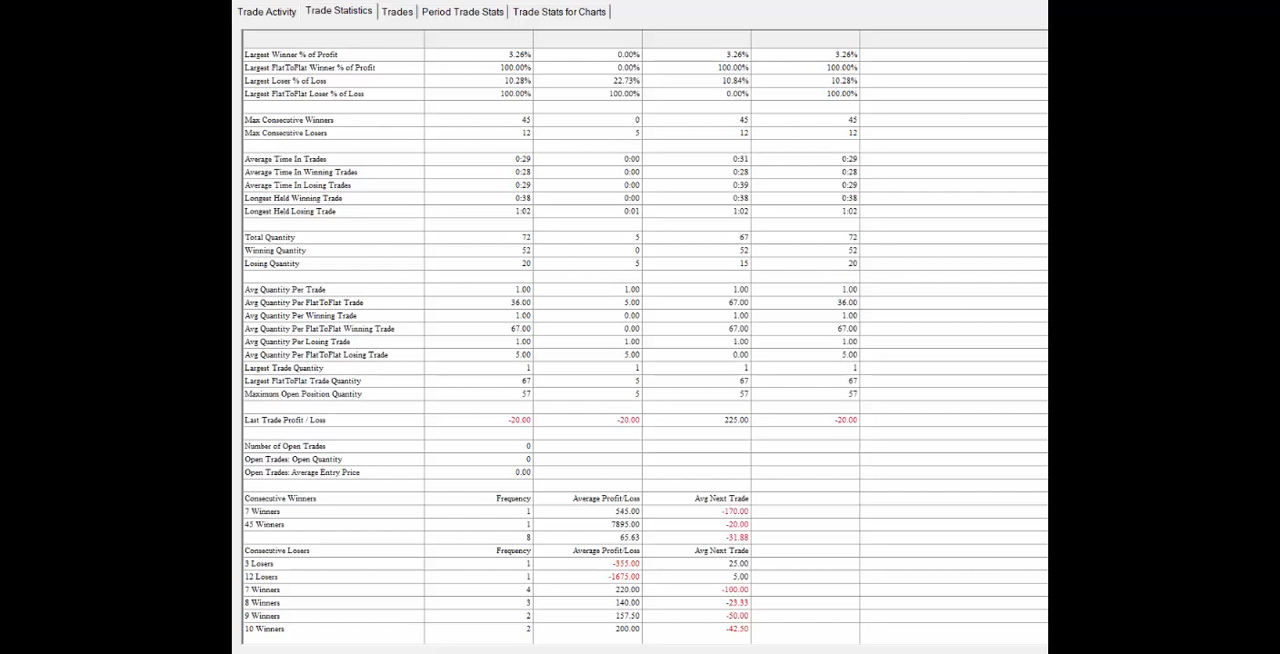 Trade Activity Trade Statistics Trades Period Trade Stats Trade Stats for Charts
Largest Winner % of Profit 3.26% 0.00% 3.26% 3.26%
Largest FlatToFlat Winner % of Profit 100.00% 0.00% 100.00% 100.00%
Largest Loser % of Loss 10.28% 22.73% 10.84% 10.28%
Largest FlatToFlat Loser % of Loss 100.00% 100.00% 0.00% 100.00%
Max Consecutive Winners 45 0 45 45
Max Consecutive Losers 12 5 12 12
Average Time In Trades 0:29 0:00 0:31 0:29
Average Time In Winning Trades 0:28 0:00 0:28 0:28
Average Time In Losing Trades 0:29 0:00 0:39 0:29
Longest Held Winning Trade 0:38 0:00 0:38 0:38
Longest Held Losing Trade 1:02 0:01 1:02 1:02
Total Quantity 72 5 67 72
Winning Quantity 52 0 52 52
Losing Quantity 20 5 15 20
Avg Quantity Per Trade 1.00 1.00 1.00 1.00
Avg Quantity Per FlatToFlat Trade 36.00 5.00 67.00 36.00
Avg Quantity Per Winning Trade 1.00 0.00 1.00 1.00
Avg Quantity Per FlatToFlat Winning Trade 67.00 0.00 67.00 67.00
Avg Quantity Per Losing Trade 1.00 1.00 1.00 1.00
Avg Quantity Per FlatToFlat Losing Trade 5.00 5.00 0.00 5.00
Largest Trade Quantity 1 1 1 1
Largest FlatToFlat Trade Quantity 67 5 67 67
Maximum Open Position Quantity 57 5 57 57
Last Trade Profit / Loss -20.00 -20.00 225.00 -20.00
Number of Open Trades 0
Open Trades: Open Quantity 0
Open Trades: Average Entry Price 0.00
Consecutive Winners Frequency Average Profit/Loss Avg Next Trade
7 Winners 1 545.00 -170.00
45 Winners 1 7895.00 -20.00
8 65.63 -31.88
Consecutive Losers Frequency Average Profit/Loss Avg Next Trade
3 Losers 1 -355.00 25.00
12 Losers 1 -1675.00 5.00
7 Winners 4 220.00 -100.00
8 Winners 3 140.00 -23.33
9 Winners 2 157.50 -50.00
10 Winners 2 200.00 -42.50